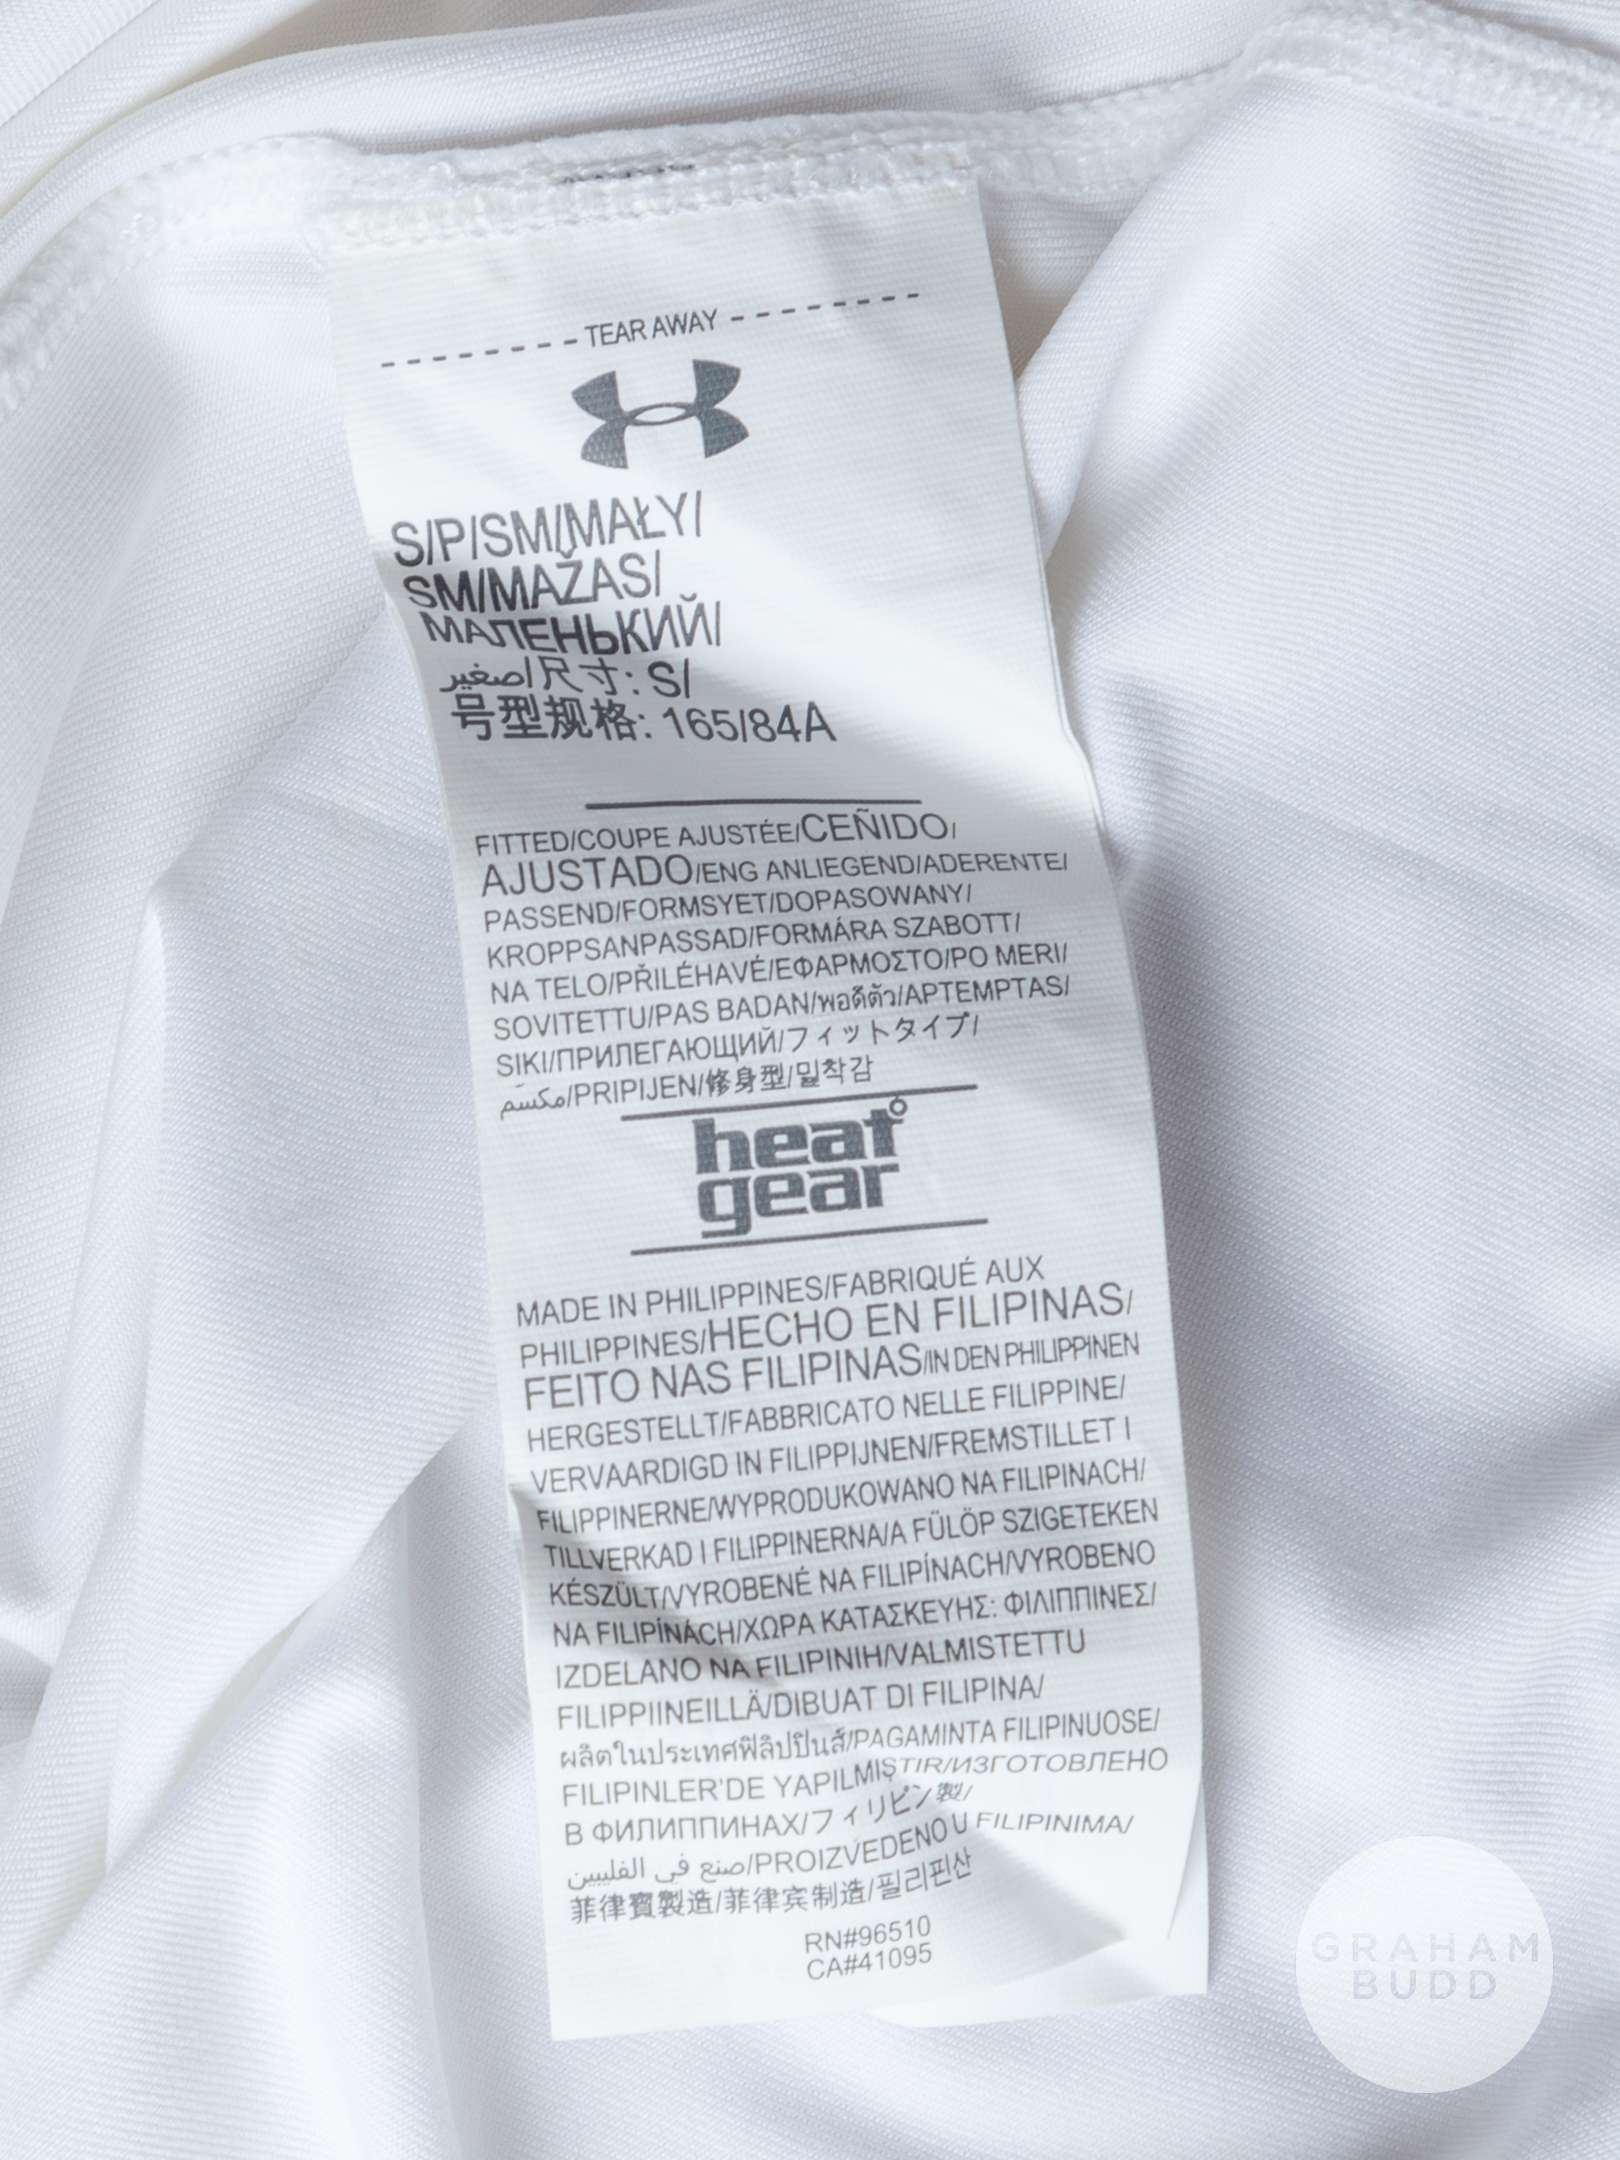 TEAR AWAY
S/P/SM/MAŁY/
SM/MAŽAS/
МАЛЕНЬКИЙ/
صغير/尺寸: S/
号型规格: 165/84A
FITTED/COUPE AJUSTÉE/CEÑIDO/
AJUSTADO/ENG ANLIEGEND/ADERENTE/
PASSEND/FORMSYET/DOPASOWANY/
KROPPSANPASSAD/FORMÁRA SZABOTT/
NA TELO/PŘILÉHAVÉ/ΕΦΑΡΜΟΣΤΟ/PO MERI/
SOVITETTU/PAS BADAN/พอดีตัว/APTEMPTAS/
SIKI/ПРИЛЕГАЮЩИЙ/フィットタイプ/
مكسّم/PRIPIJEN/修身型/밀착감
heat
gear
MADE IN PHILIPPINES/FABRIQUÉ AUX
PHILIPPINES/HECHO EN FILIPINAS/
FEITO NAS FILIPINAS/IN DEN PHILIPPINEN
HERGESTELLT/FABBRICATO NELLE FILIPPINE/
VERVAARDIGD IN FILIPPIJNEN/FREMSTILLET I
FILIPPINERNE/WYPRODUKOWANO NA FILIPINACH/
TILLVERKAD I FILIPPINERNA/A FÜLÖP SZIGETEKEN
KÉSZÜLT/VYROBENÉ NA FILIPÍNACH/VYROBENO
NA FILIPÍNÁCH/ΧΩΡΑ ΚΑΤΑΣΚΕΥΗΣ: ΦΙΛΙΠΠΙΝΕΣ/
IZDELANO NA FILIPINIH/VALMISTETTU
FILIPPIINEILLÄ/DIBUAT DI FILIPINA/
ผลิตในประเทศฟิลิปปินส์/PAGAMINTA FILIPINUOSE/
FILIPINLER'DE YAPILMIŞTIR/ИЗГОТОВЛЕНО
В ФИЛИППИНАХ/フィリピン製/
صنع في الفليبين/PROIZVEDENO U FILIPINIMA/
菲律賓製造/菲律宾制造/필리핀산
RN#96510
CA#41095
GRAHAM
BUDD